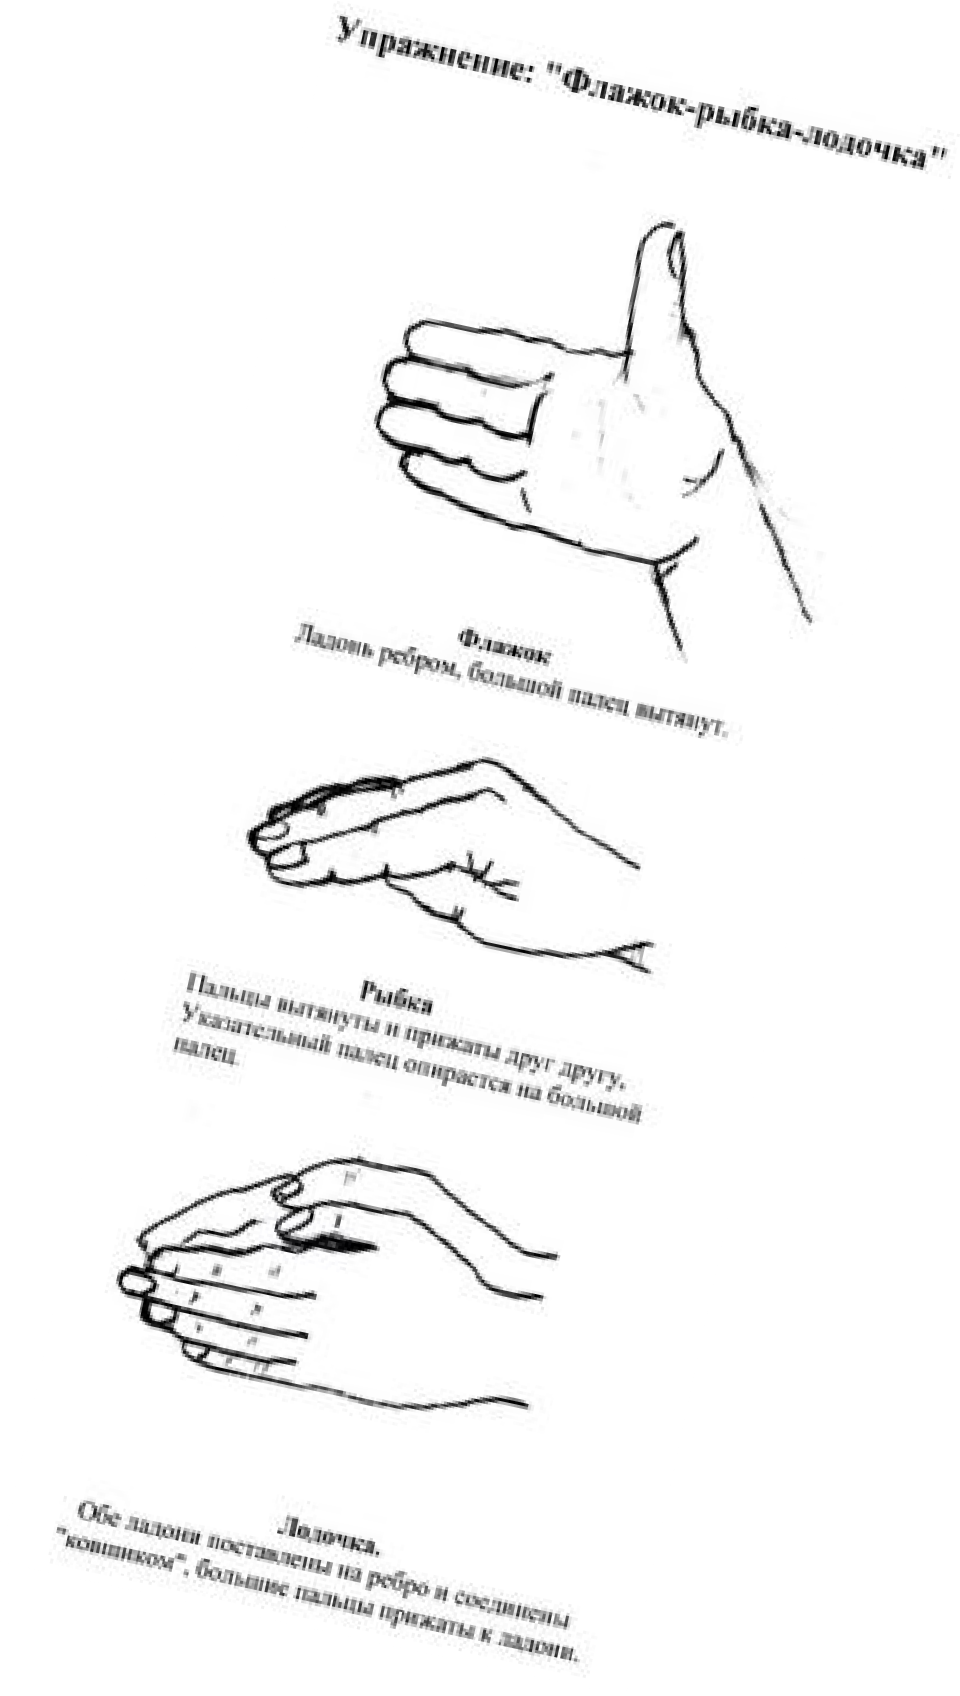 Упражнение: "Флажок-рыбка-лодочка"
Флажок
Ладонь ребром, большой палец вытянут.
Рыбка
Пальцы вытянуты и прижаты друг другу,
Указательный палец опирается на большой
палец.
Лодочка.
Обе ладони поставлены на ребро и соединены
"ковшиком", большие пальцы прижаты к ладони.